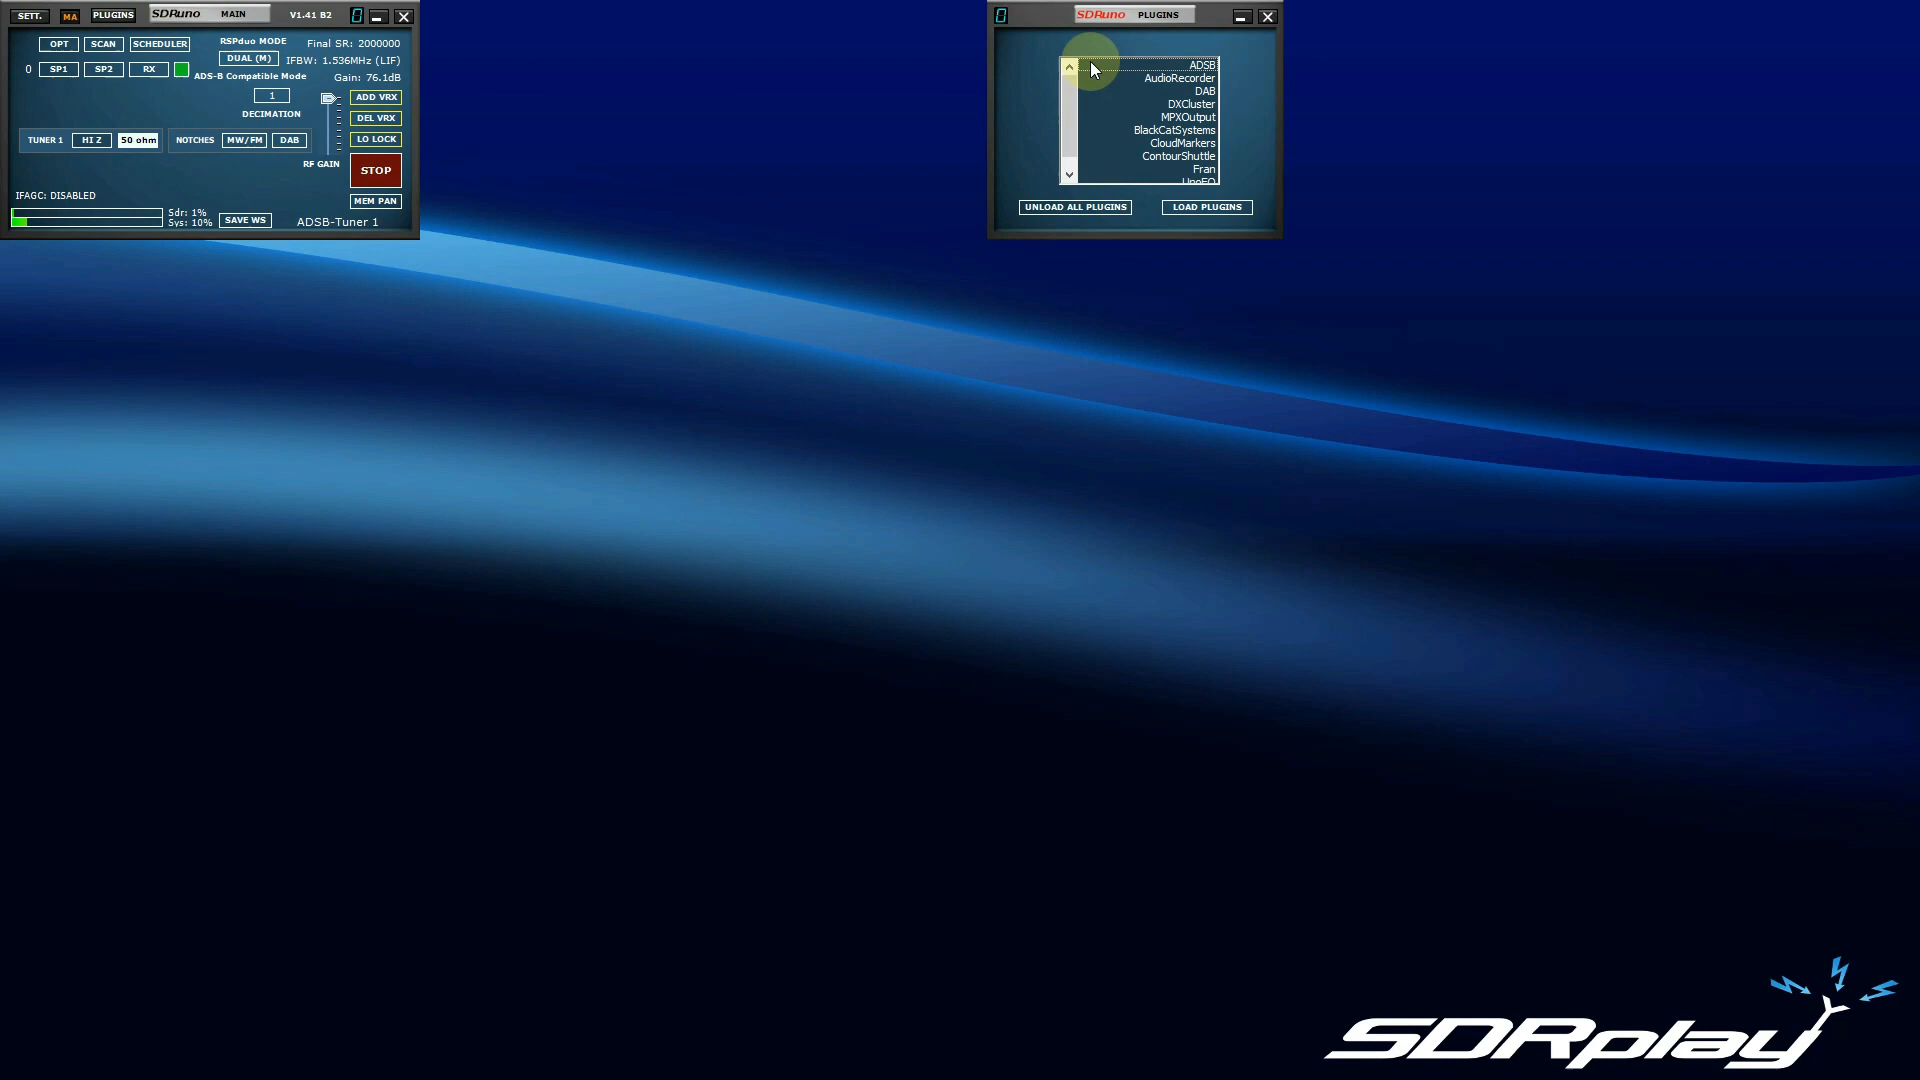 SETT. MA PLUGINS SDRuno MAIN V1.41 B2 0
OPT SCAN SCHEDULER RSPduo MODE Final SR: 2000000
DUAL (M) IFBW: 1.536MHz (LIF)
0 SP1 SP2 RX ADS-B Compatible Mode Gain: 76.1dB
1 ADD VRX
DECIMATION DEL VRX
TUNER 1 HI Z 50 ohm NOTCHES MW/FM DAB LO LOCK
RF GAIN STOP
IFAGC: DISABLED MEM PAN
Sdr: 1%
Sys: 10% SAVE WS ADSB-Tuner 1
0 SDRuno PLUGINS
ADSB
AudioRecorder
DAB
DXCluster
MPXOutput
BlackCatSystems
CloudMarkers
ContourShuttle
Fran
UnoEQ
UNLOAD ALL PLUGINS LOAD PLUGINS
SDRplay